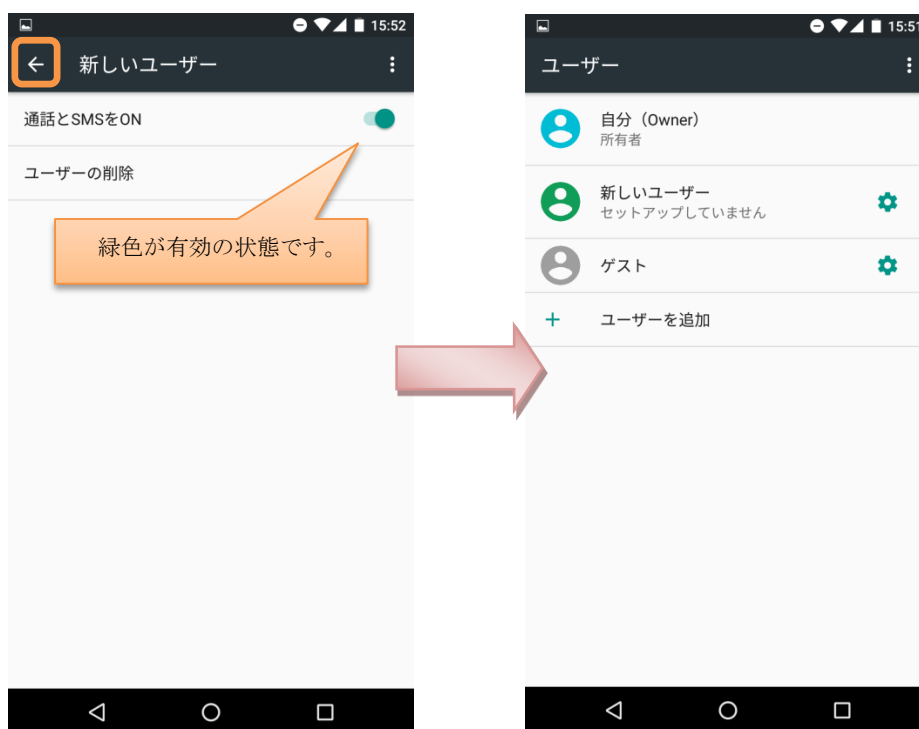 15:52
新しいユーザー
通話とSMSをON
ユーザーの削除
緑色が有効の状態です。
15:51
ユーザー
自分（Owner）
所有者
新しいユーザー
セットアップしていません
ゲスト
+ ユーザーを追加